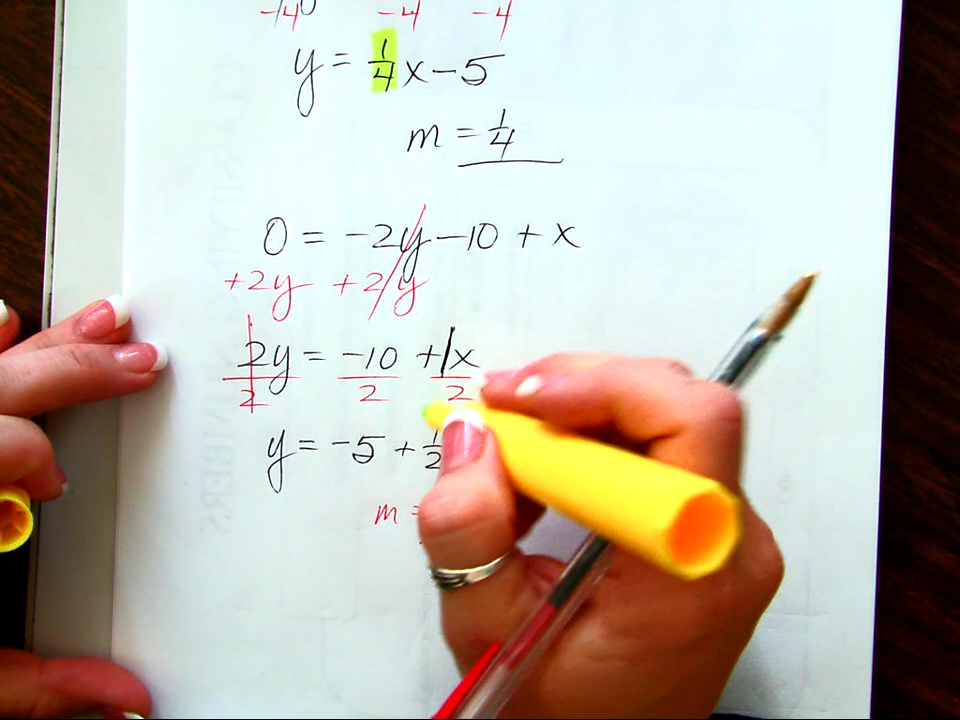 -4 -4 -4
y = 1/4 x - 5
m = 1/4
0 = -2y - 10 + x
+2y +2y
2y = -10 + 1x
2 2 2
y = -5 + 1/2
m =